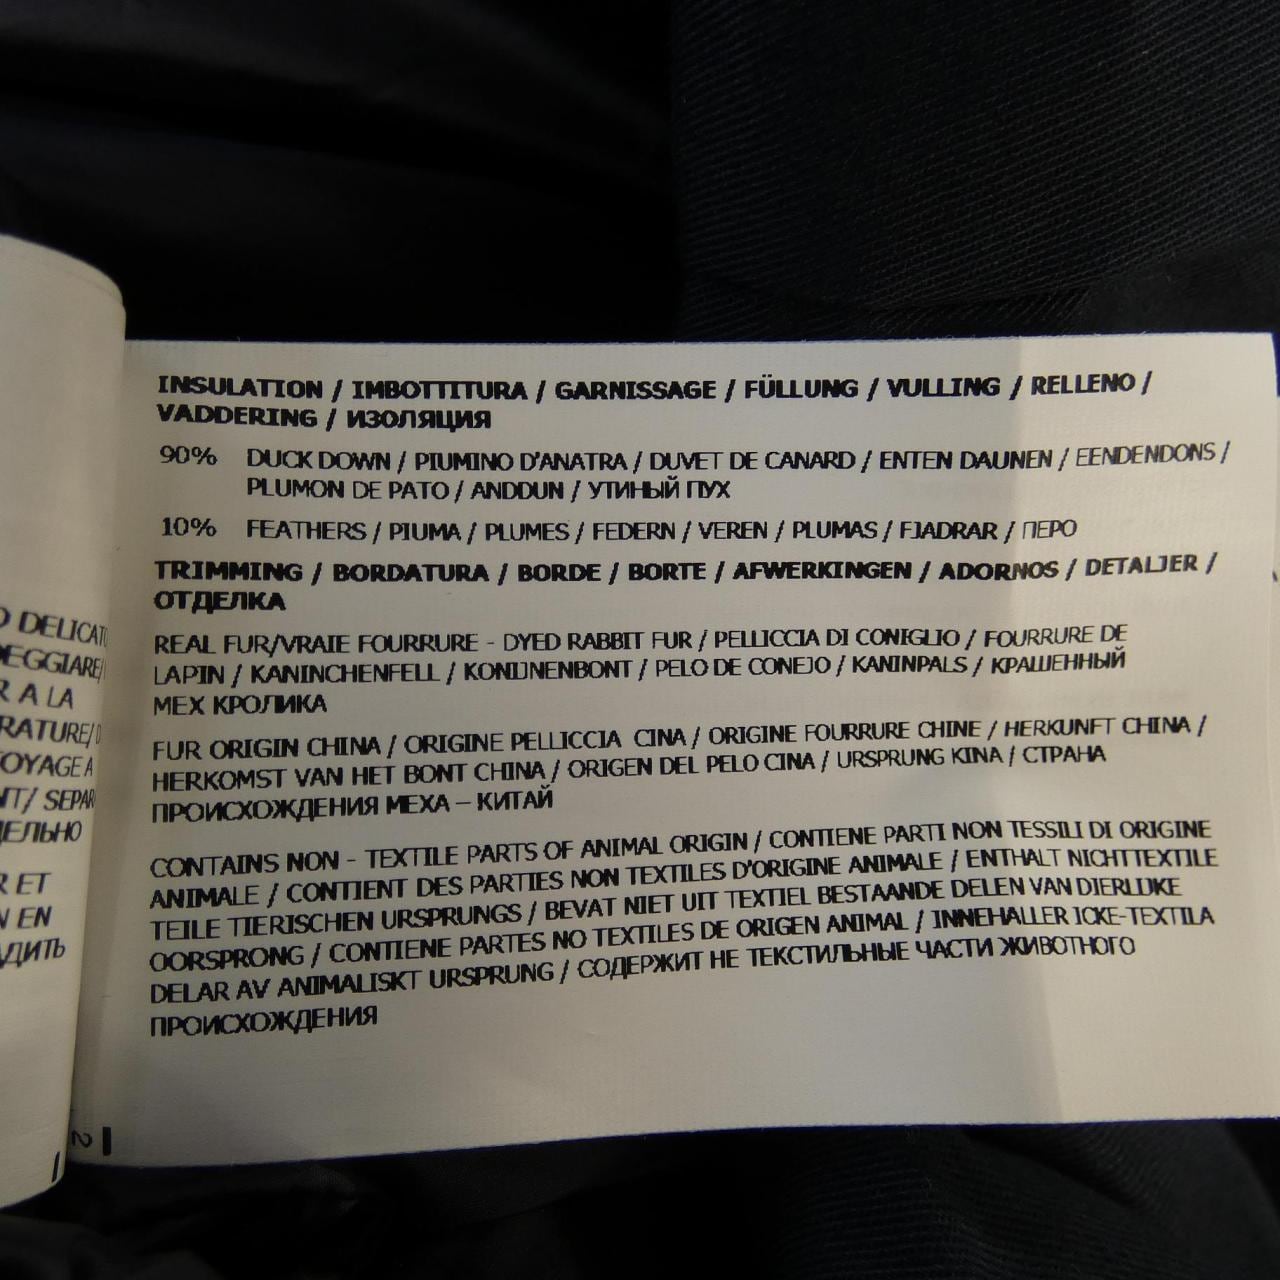 INSULATION / IMBOTTITURA / GARNISSAGE / FÜLLUNG / VULLING / RELLENO /
VADDERING / ИЗОЛЯЦИЯ
90% DUCK DOWN / PIUMINO D'ANATRA / DUVET DE CANARD / ENTEN DAUNEN / EENDENDONS /
PLUMON DE PATO / ANDDUN / УТИНЫЙ ПУХ
10% FEATHERS / PIUMA / PLUMES / FEDERN / VEREN / PLUMAS / FJADRAR / ПЕРО
TRIMMING / BORDATURA / BORDE / BORTE / AFWERKINGEN / ADORNOS / DETALJER /
ОТДЕЛКА
REAL FUR/VRAIE FOURRURE - DYED RABBIT FUR / PELLICCIA DI CONIGLIO / FOURRURE DE
LAPIN / KANINCHENFELL / KONIJNENBONT / PELO DE CONEJO / KANINPALS / КРАШЕННЫЙ
МЕХ КРОЛИКА
FUR ORIGIN CHINA / ORIGINE PELLICCIA CINA / ORIGINE FOURRURE CHINE / HERKUNFT CHINA /
HERKOMST VAN HET BONT CHINA / ORIGEN DEL PELO CINA / URSPRUNG KINA / СТРАНА
ПРОИСХОЖДЕНИЯ МЕХА – КИТАЙ
CONTAINS NON - TEXTILE PARTS OF ANIMAL ORIGIN / CONTIENE PARTI NON TESSILI DI ORIGINE
ANIMALE / CONTIENT DES PARTIES NON TEXTILES D'ORIGINE ANIMALE / ENTHALT NICHTTEXTILE
TEILE TIERISCHEN URSPRUNGS / BEVAT NIET UIT TEXTIEL BESTAANDE DELEN VAN DIERLIJKE
OORSPRONG / CONTIENE PARTES NO TEXTILES DE ORIGEN ANIMAL / INNEHALLER ICKE-TEXTILA
DELAR AV ANIMALISKT URSPRUNG / СОДЕРЖИТ НЕ ТЕКСТИЛЬНЫЕ ЧАСТИ ЖИВОТНОГО
ПРОИСХОЖДЕНИЯ
2
R A LA
OYAGE A
R ET
N EN